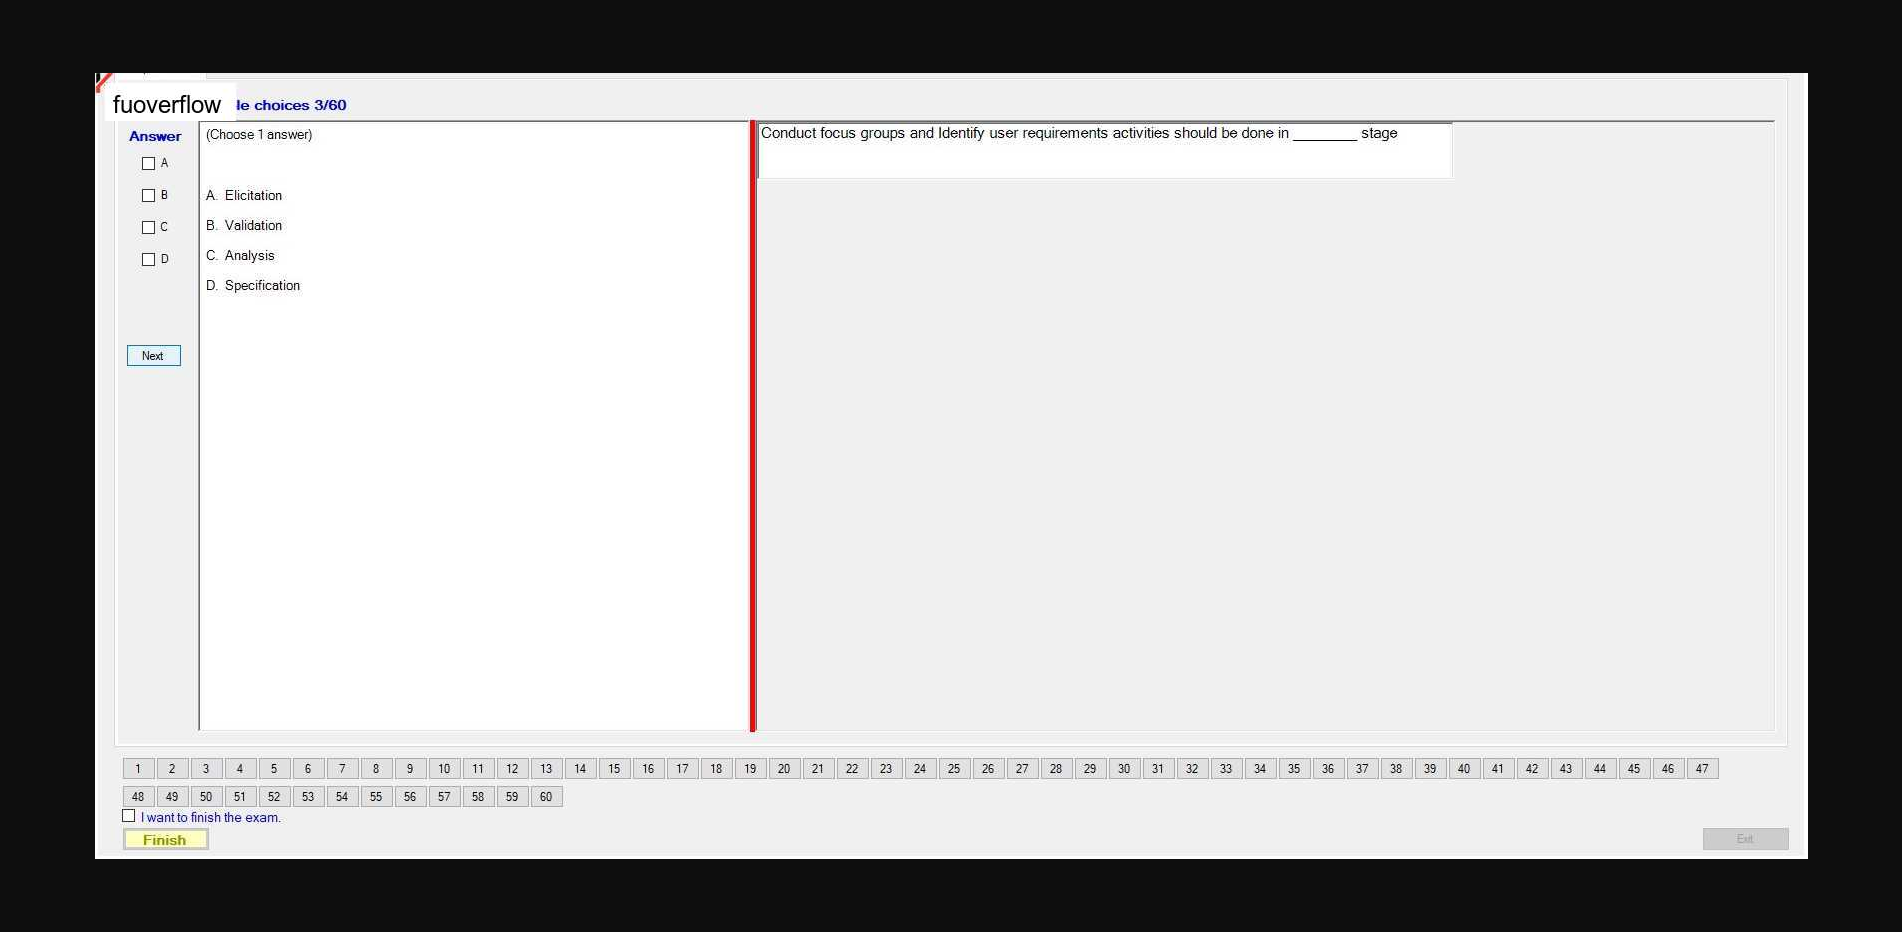 fuoverflow
le choices 3/60
Answer
A
B
C
D
Next
(Choose 1 answer)
A. Elicitation
B. Validation
C. Analysis
D. Specification
Conduct focus groups and Identify user requirements activities should be done in ________ stage
1 2 3 4 5 6 7 8 9 10 11 12 13 14 15 16 17 18 19 20 21 22 23 24 25 26 27 28 29 30 31 32 33 34 35 36 37 38 39 40 41 42 43 44 45 46 47
48 49 50 51 52 53 54 55 56 57 58 59 60
I want to finish the exam.
Finish
Exit